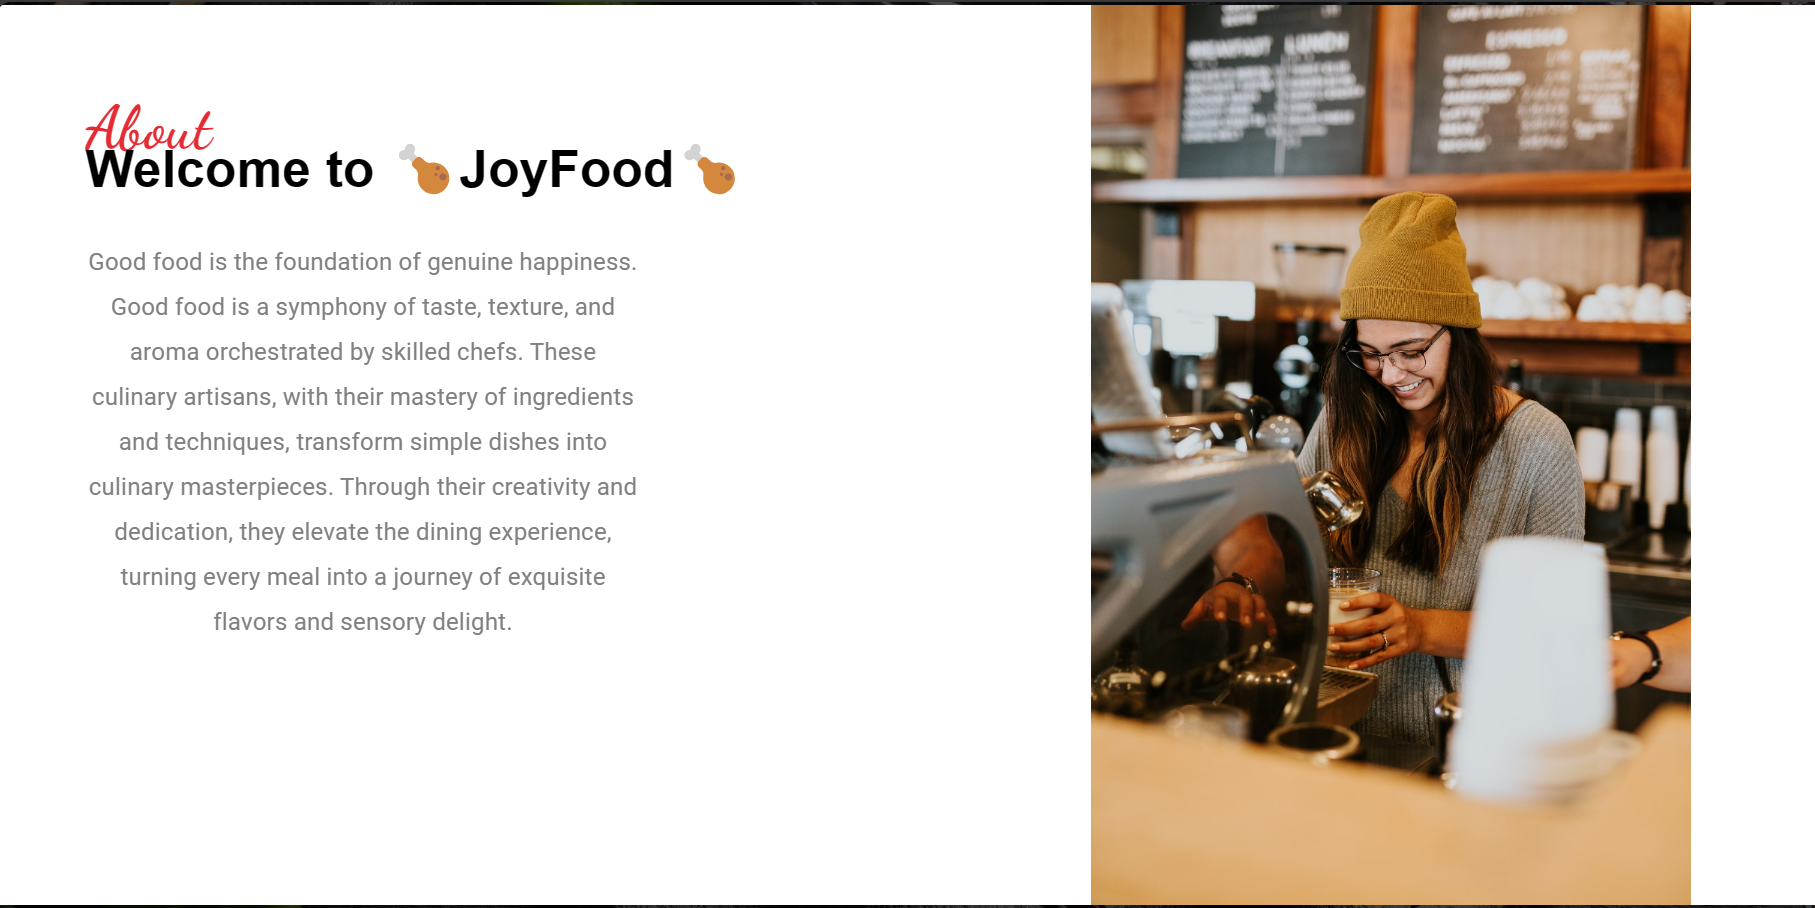 About
Welcome to 🍗JoyFood🍗
Good food is the foundation of genuine happiness.
Good food is a symphony of taste, texture, and
aroma orchestrated by skilled chefs. These
culinary artisans, with their mastery of ingredients
and techniques, transform simple dishes into
culinary masterpieces. Through their creativity and
dedication, they elevate the dining experience,
turning every meal into a journey of exquisite
flavors and sensory delight.
BREAKFAST LUNCH
ESPRESSO